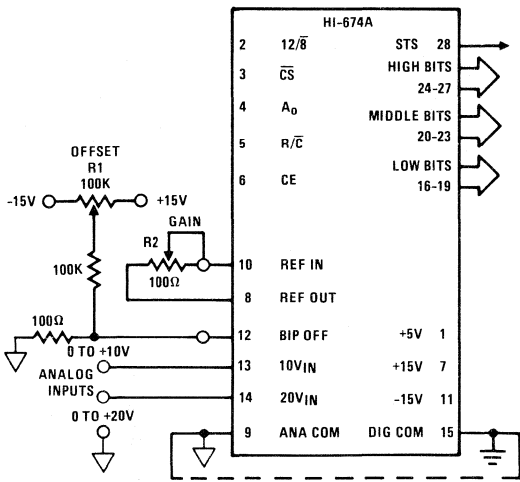 HI-674A
2 12/8̅ STS 28
3 C̅S̅ HIGH BITS
24-27
4 A₀ MIDDLE BITS
20-23
5 R/C̅ LOW BITS
16-19
6 CE
OFFSET
R1
100K
-15V +15V
GAIN
R2
100Ω
100K
10 REF IN
8 REF OUT
100Ω
12 BIP OFF +5V 1
0 TO +10V
13 10VIN +15V 7
ANALOG
INPUTS
14 20VIN -15V 11
0 TO +20V
9 ANA COM DIG COM 15